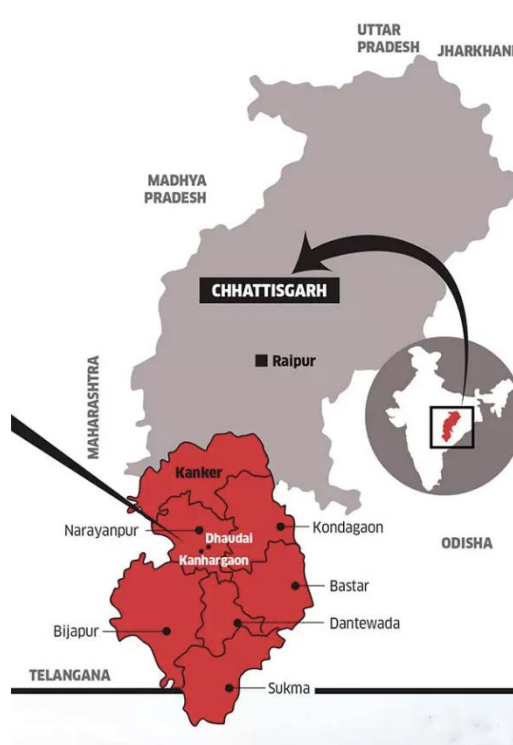 UTTAR
PRADESH
JHARKHAND
MADHYA
PRADESH
CHHATTISGARH
Raipur
MAHARASHTRA
Kanker
Narayanpur
Kondagaon
Dhaudai
Kanhargaon
ODISHA
Bastar
Bijapur
Dantewada
TELANGANA
Sukma